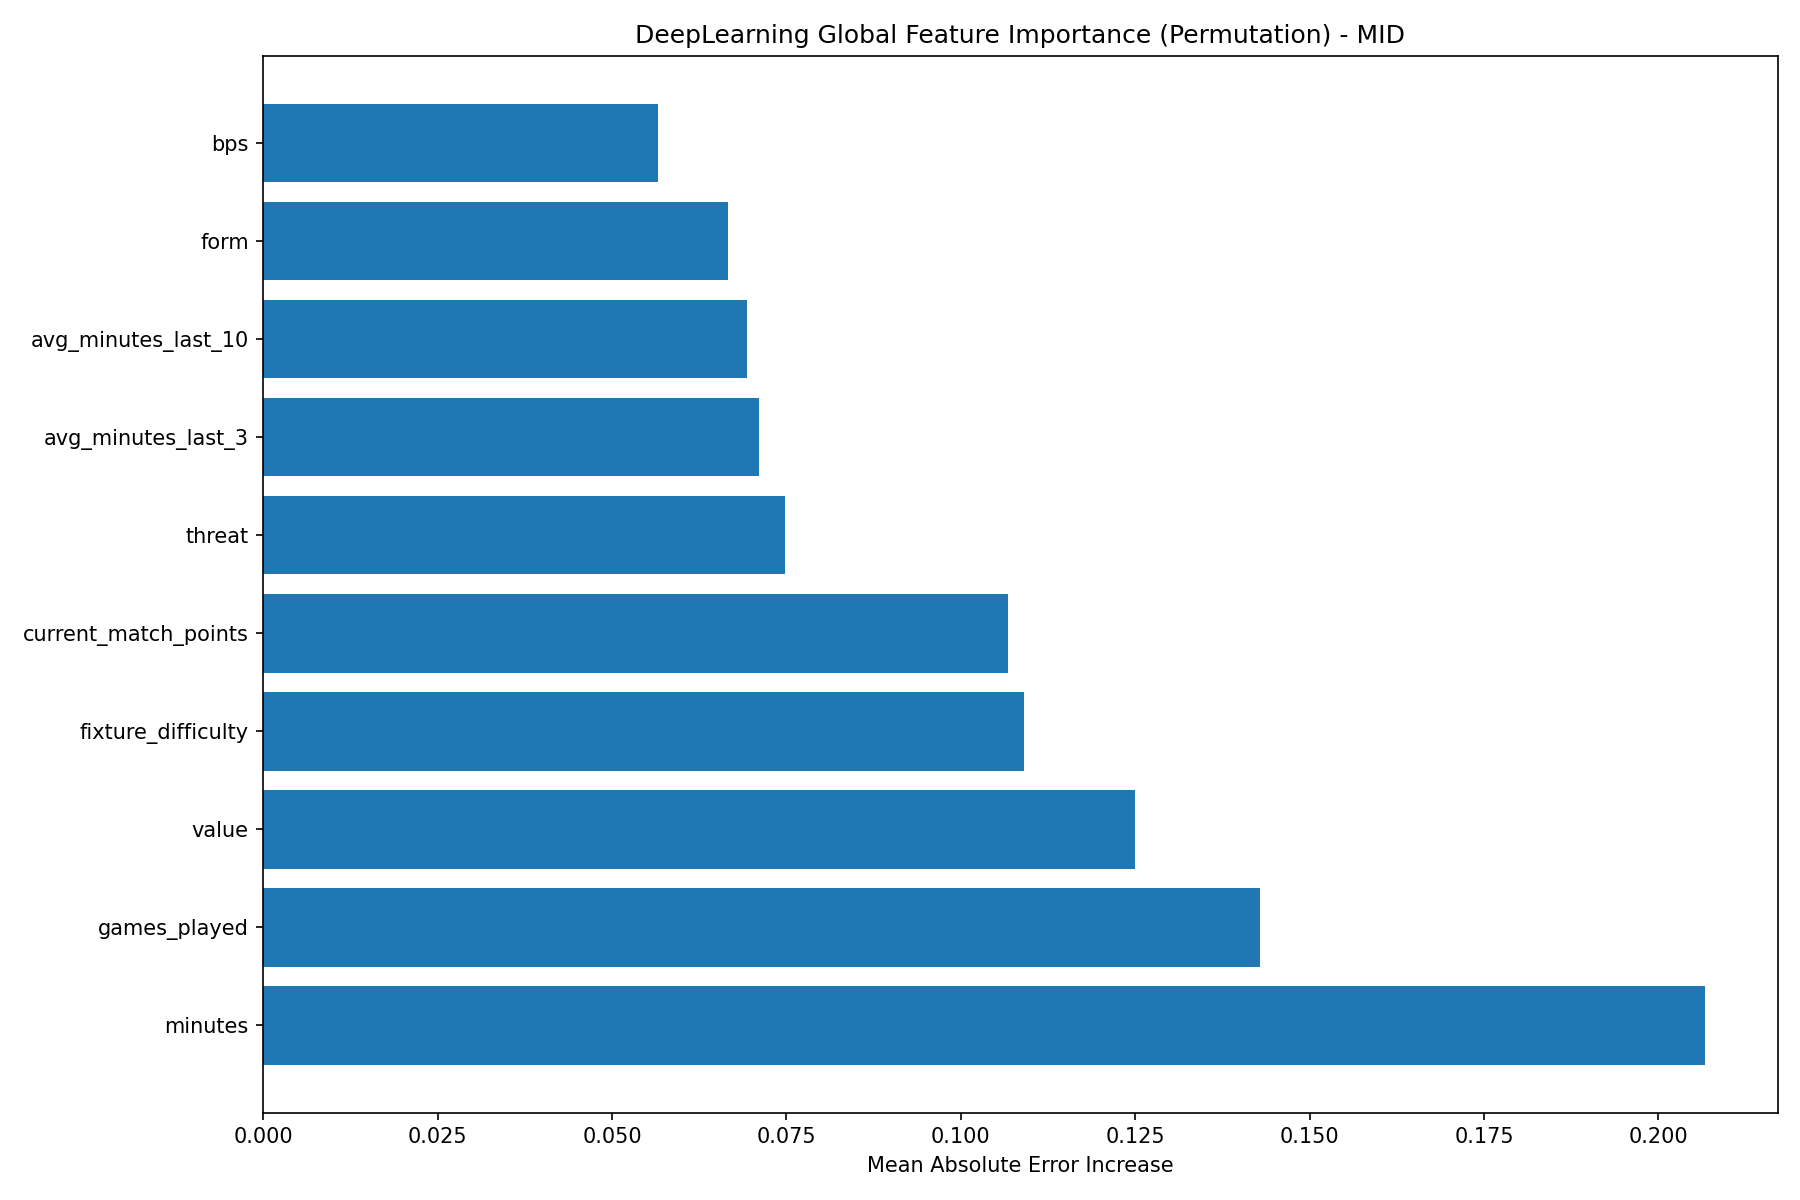 DeepLearning Global Feature Importance (Permutation) - MID
bps
form
avg_minutes_last_10
avg_minutes_last_3
threat
current_match_points
fixture_difficulty
value
games_played
minutes
0.000 0.025 0.050 0.075 0.100 0.125 0.150 0.175 0.200
Mean Absolute Error Increase